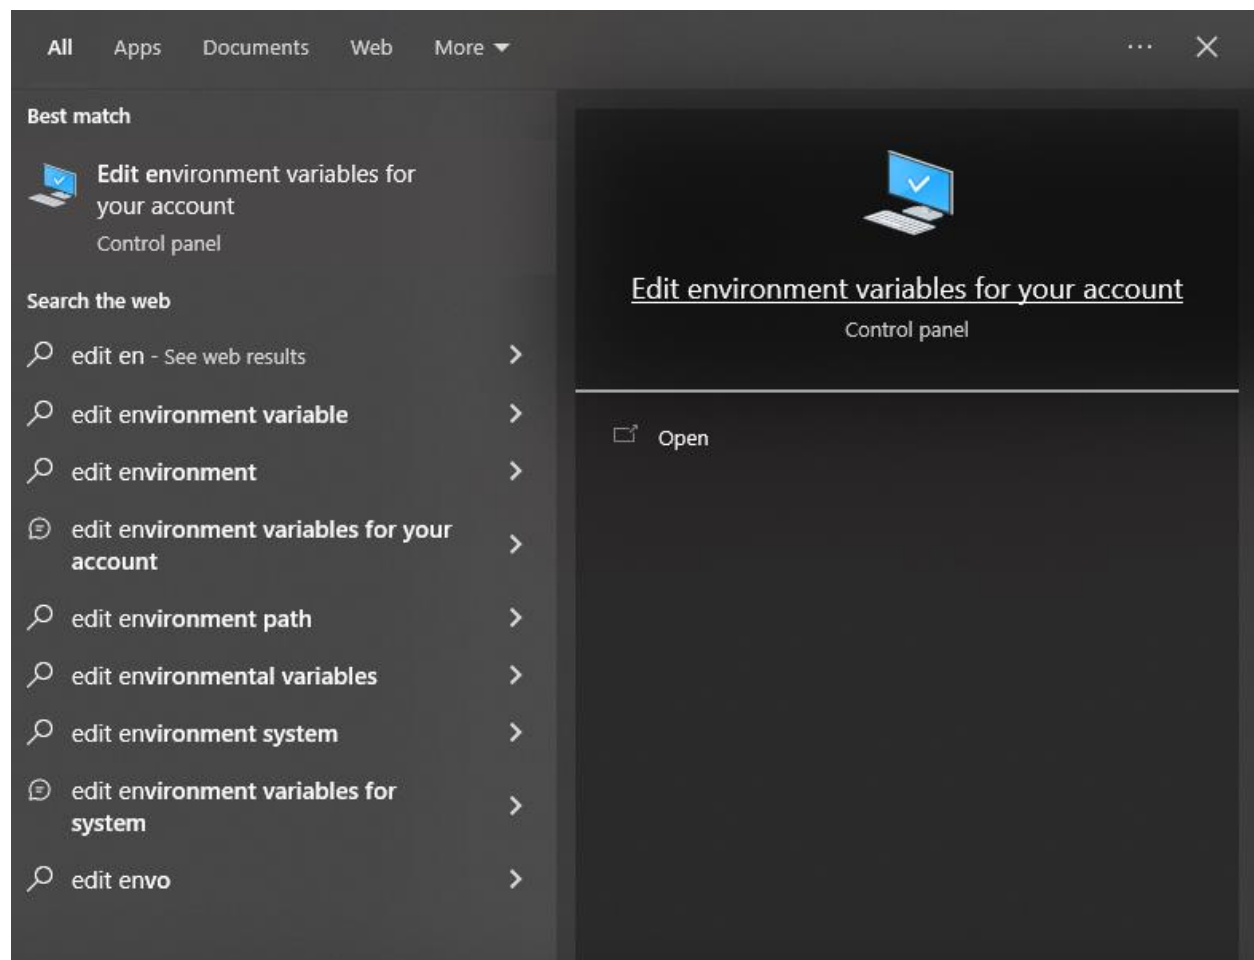 All Apps Documents Web More
Best match
Edit environment variables for
your account
Control panel
Search the web
edit en - See web results
edit environment variable
edit environment
edit environment variables for your
account
edit environment path
edit environmental variables
edit environment system
edit environment variables for
system
edit envo
Edit environment variables for your account
Control panel
Open